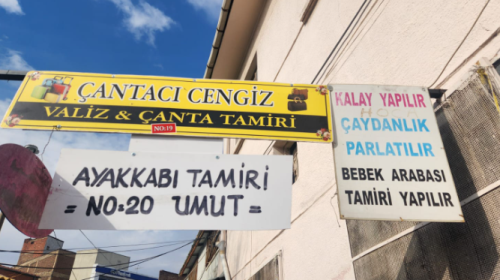 ÇANTACI CENGİZ
VALİZ & ÇANTA TAMİRİ
NO:19
AYAKKABI TAMİRİ
= NO:20 UMUT =
KALAY YAPILIR
ÇAYDANLIK
PARLATILIR
BEBEK ARABASI
TAMİRİ YAPILIR